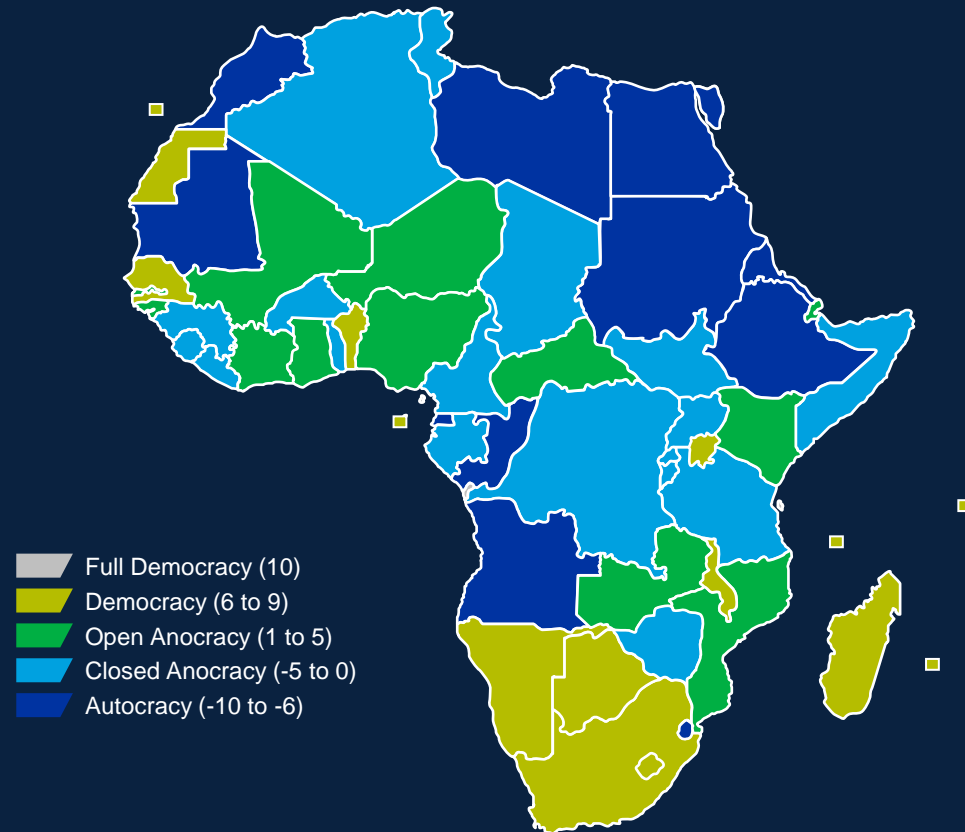 Full Democracy (10)
Democracy (6 to 9)
Open Anocracy (1 to 5)
Closed Anocracy (-5 to 0)
Autocracy (-10 to -6)